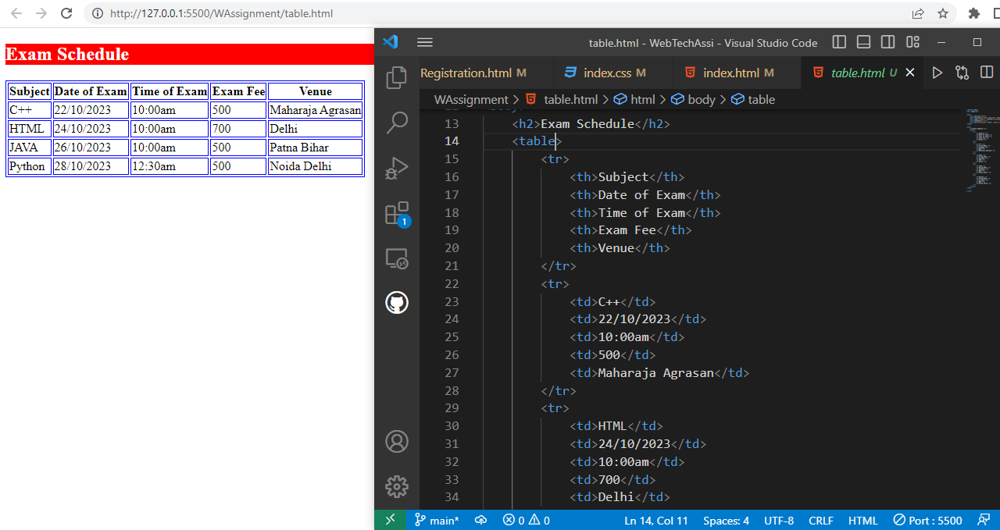 http://127.0.0.1:5500/WAssignment/table.html
Exam Schedule
Subject Date of Exam Time of Exam Exam Fee Venue
C++ 22/10/2023 10:00am 500 Maharaja Agrasan
HTML 24/10/2023 10:00am 700 Delhi
JAVA 26/10/2023 10:00am 500 Patna Bihar
Python 28/10/2023 12:30am 500 Noida Delhi
table.html - WebTechAssi - Visual Studio Code
Registration.html M index.css M index.html M table.html U
WAssignment > table.html > html > body > table
13 <h2>Exam Schedule</h2>
14 <table>
15 <tr>
16 <th>Subject</th>
17 <th>Date of Exam</th>
18 <th>Time of Exam</th>
19 <th>Exam Fee</th>
20 <th>Venue</th>
21 </tr>
22 <tr>
23 <td>C++</td>
24 <td>22/10/2023</td>
25 <td>10:00am</td>
26 <td>500</td>
27 <td>Maharaja Agrasan</td>
28 </tr>
29 <tr>
30 <td>HTML</td>
31 <td>24/10/2023</td>
32 <td>10:00am</td>
33 <td>700</td>
34 <td>Delhi</td>
1
main* 0 0 Ln 14, Col 11 Spaces: 4 UTF-8 CRLF HTML Port : 5500